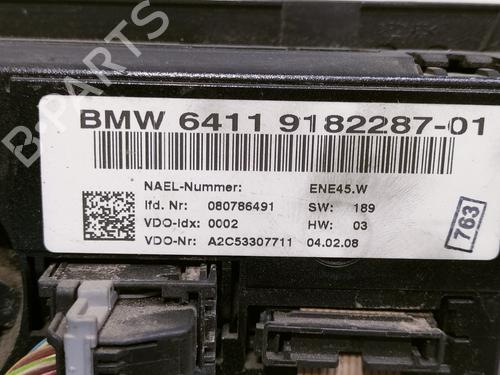 BMW 6411 9182287-01
NAEL-Nummer: ENE45.W
lfd. Nr: 080786491 SW: 189
VDO-Idx: 0002 HW: 03
VDO-Nr: A2C53307711 04.02.08
763
B-PARTS